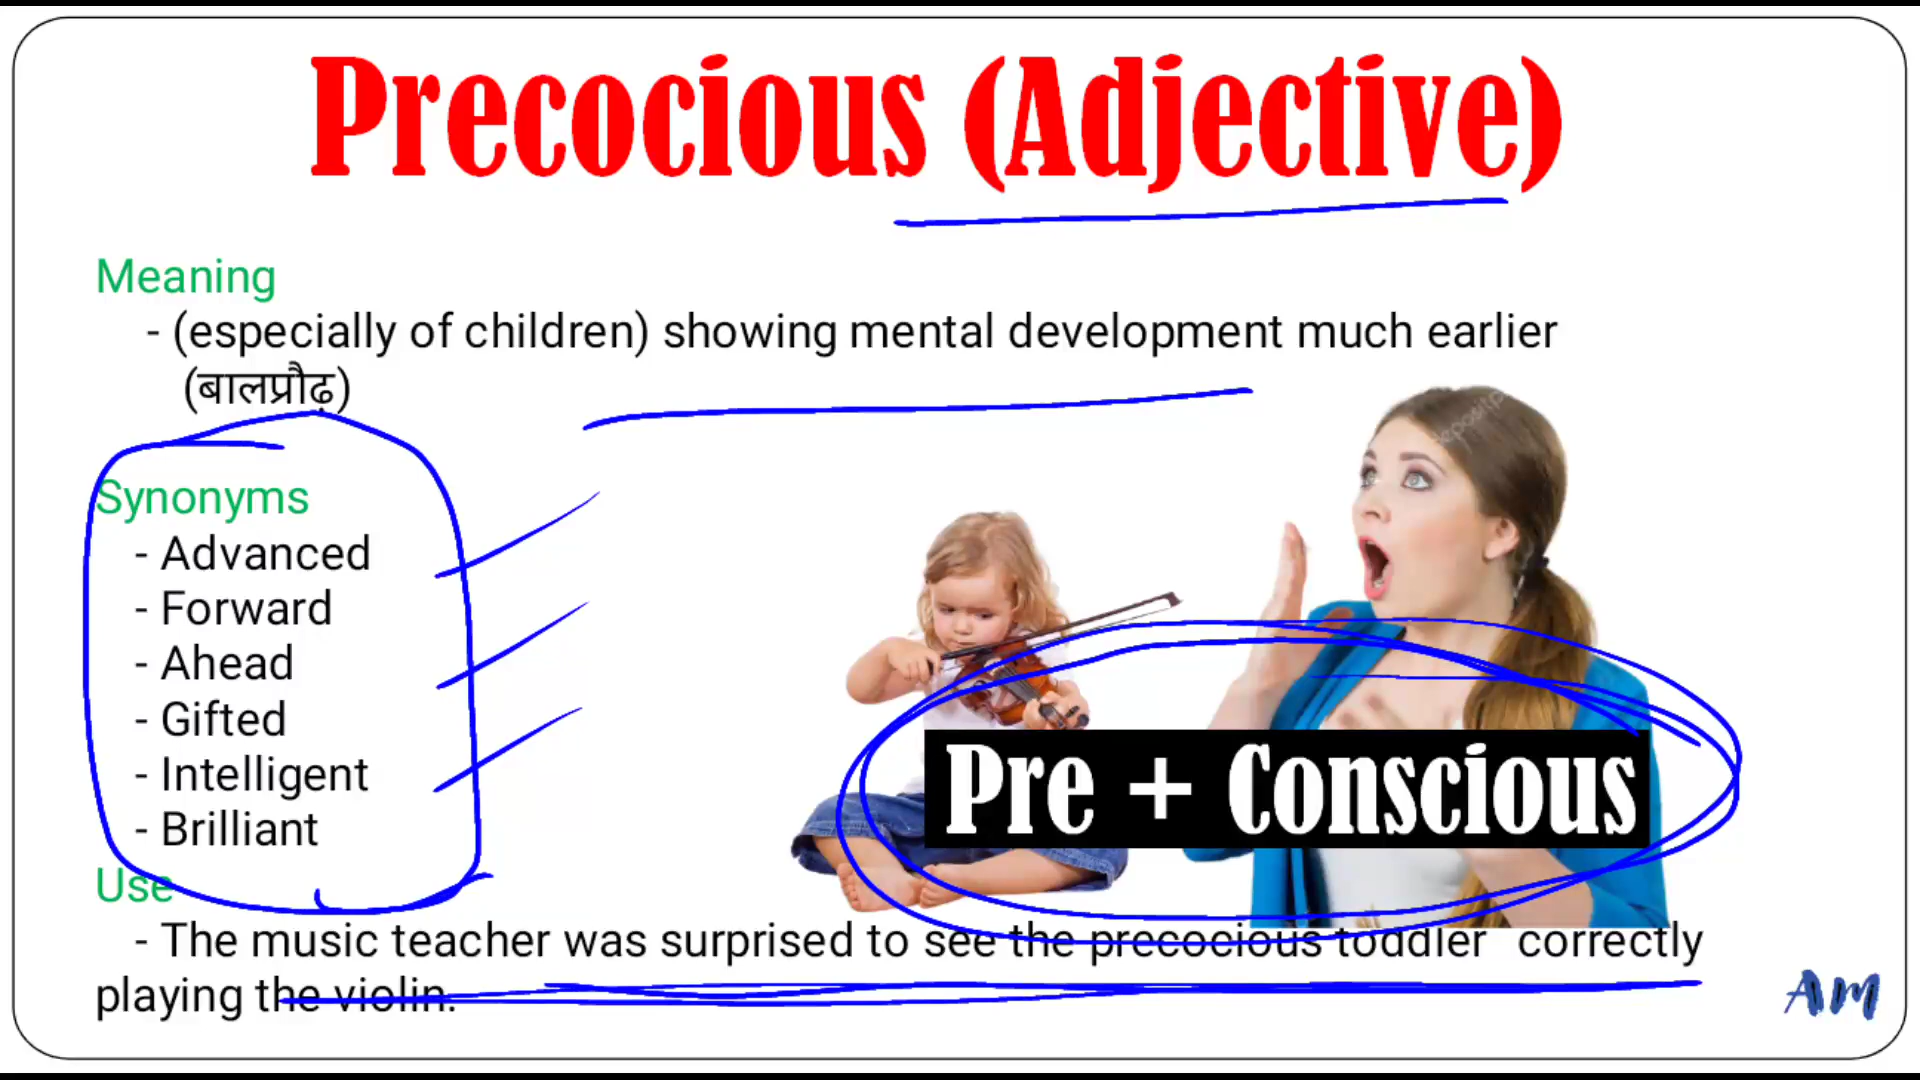 Precocious (Adjective)
Meaning
- (especially of children) showing mental development much earlier
(बालप्रौढ़)
Synonyms
- Advanced
- Forward
- Ahead
- Gifted
- Intelligent
- Brilliant
Pre + Conscious
Use
- The music teacher was surprised to see the precocious toddler correctly
playing the violin.
AM